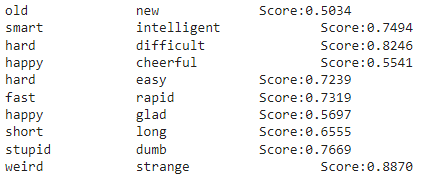 old new Score:0.5034
smart intelligent Score:0.7494
hard difficult Score:0.8246
happy cheerful Score:0.5541
hard easy Score:0.7239
fast rapid Score:0.7319
happy glad Score:0.5697
short long Score:0.6555
stupid dumb Score:0.7669
weird strange Score:0.8870